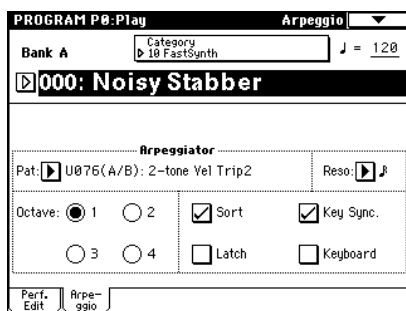 PROGRAM P0:Play Arpeggio
Bank A Category
10 FastSynth ♩ = 120
000: Noisy Stabber
Arpeggiator
Pat: U076(A/B): 2-tone Vel Trip2 Reso:
Octave: 1 2 Sort Key Sync.
3 4 Latch Keyboard
Perf. Edit Arpe-ggio